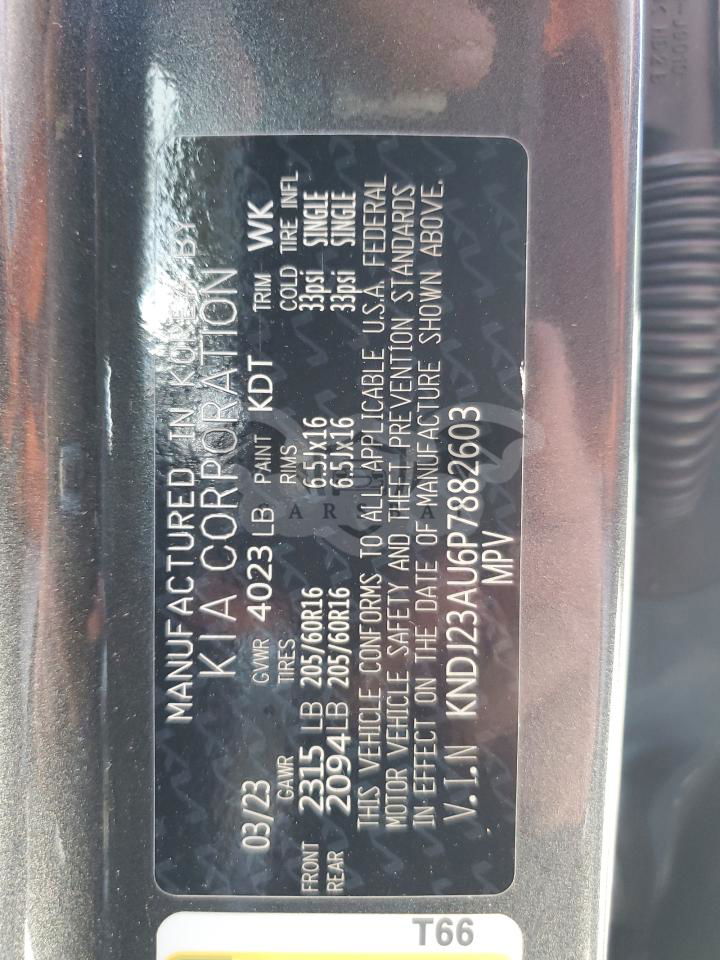 MANUFACTURED IN KOREA BY
KIA CORPORATION
03/23 GVWR 4023 LB PAINT KDT TRIM WK
GAWR TIRES RIMS COLD TIRE INFL
FRONT 2315 LB 205/60R16 6.5JX16 33psi SINGLE
REAR 2094LB 205/60R16 6.5JX16 33psi SINGLE
THIS VEHICLE CONFORMS TO ALL APPLICABLE U.S.A. FEDERAL
MOTOR VEHICLE SAFETY AND THEFT PREVENTION STANDARDS
IN EFFECT ON THE DATE OF MANUFACTURE SHOWN ABOVE.
V.I.N KNDJ23AU6P7882603
MPV
T66